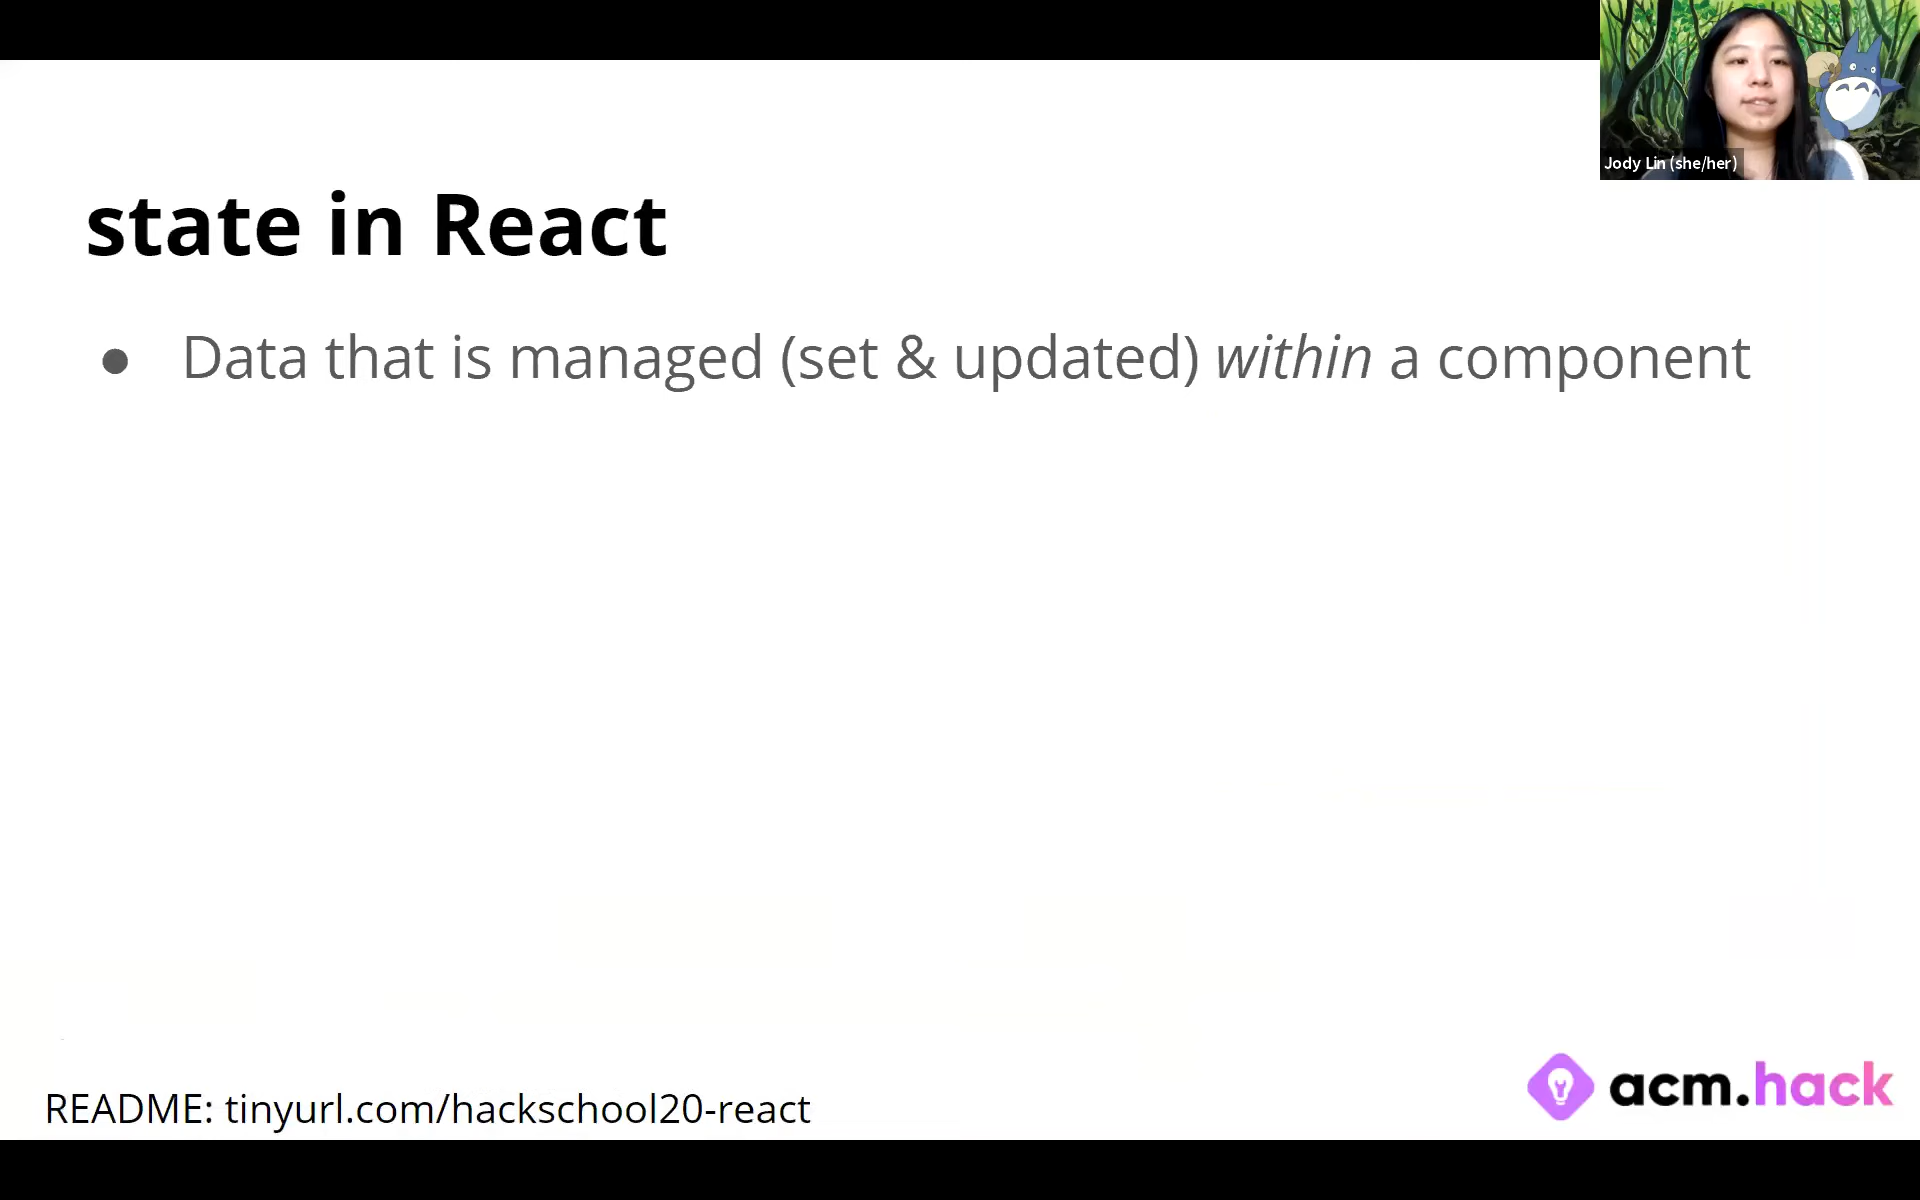 Jody Lin (she/her)
state in React
● Data that is managed (set & updated) within a component
README: tinyurl.com/hackschool20-react
acm.hack